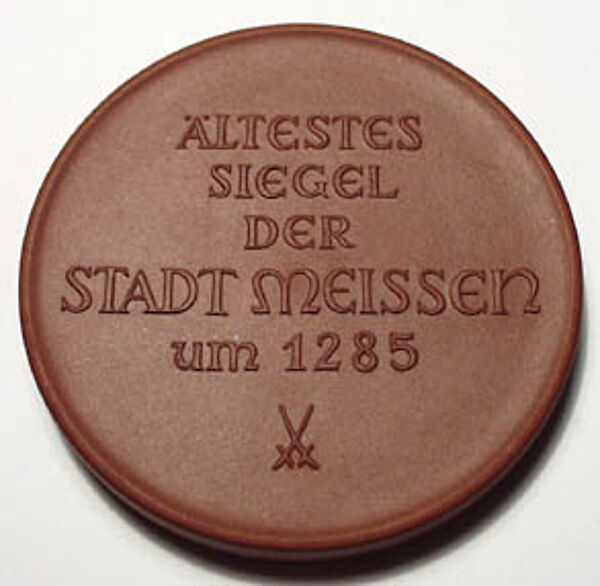 ÄLTESTES
SIEGEL
DER
STADT MEISSEN
um 1285